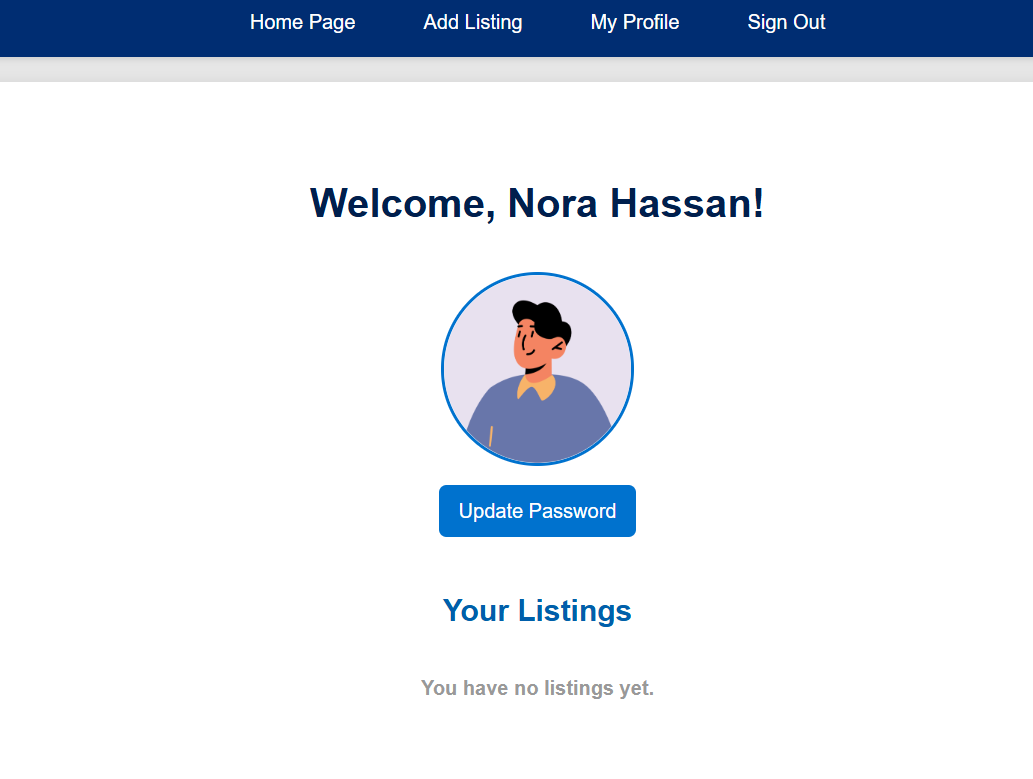 Home Page Add Listing My Profile Sign Out
Welcome, Nora Hassan!
Update Password
Your Listings
You have no listings yet.